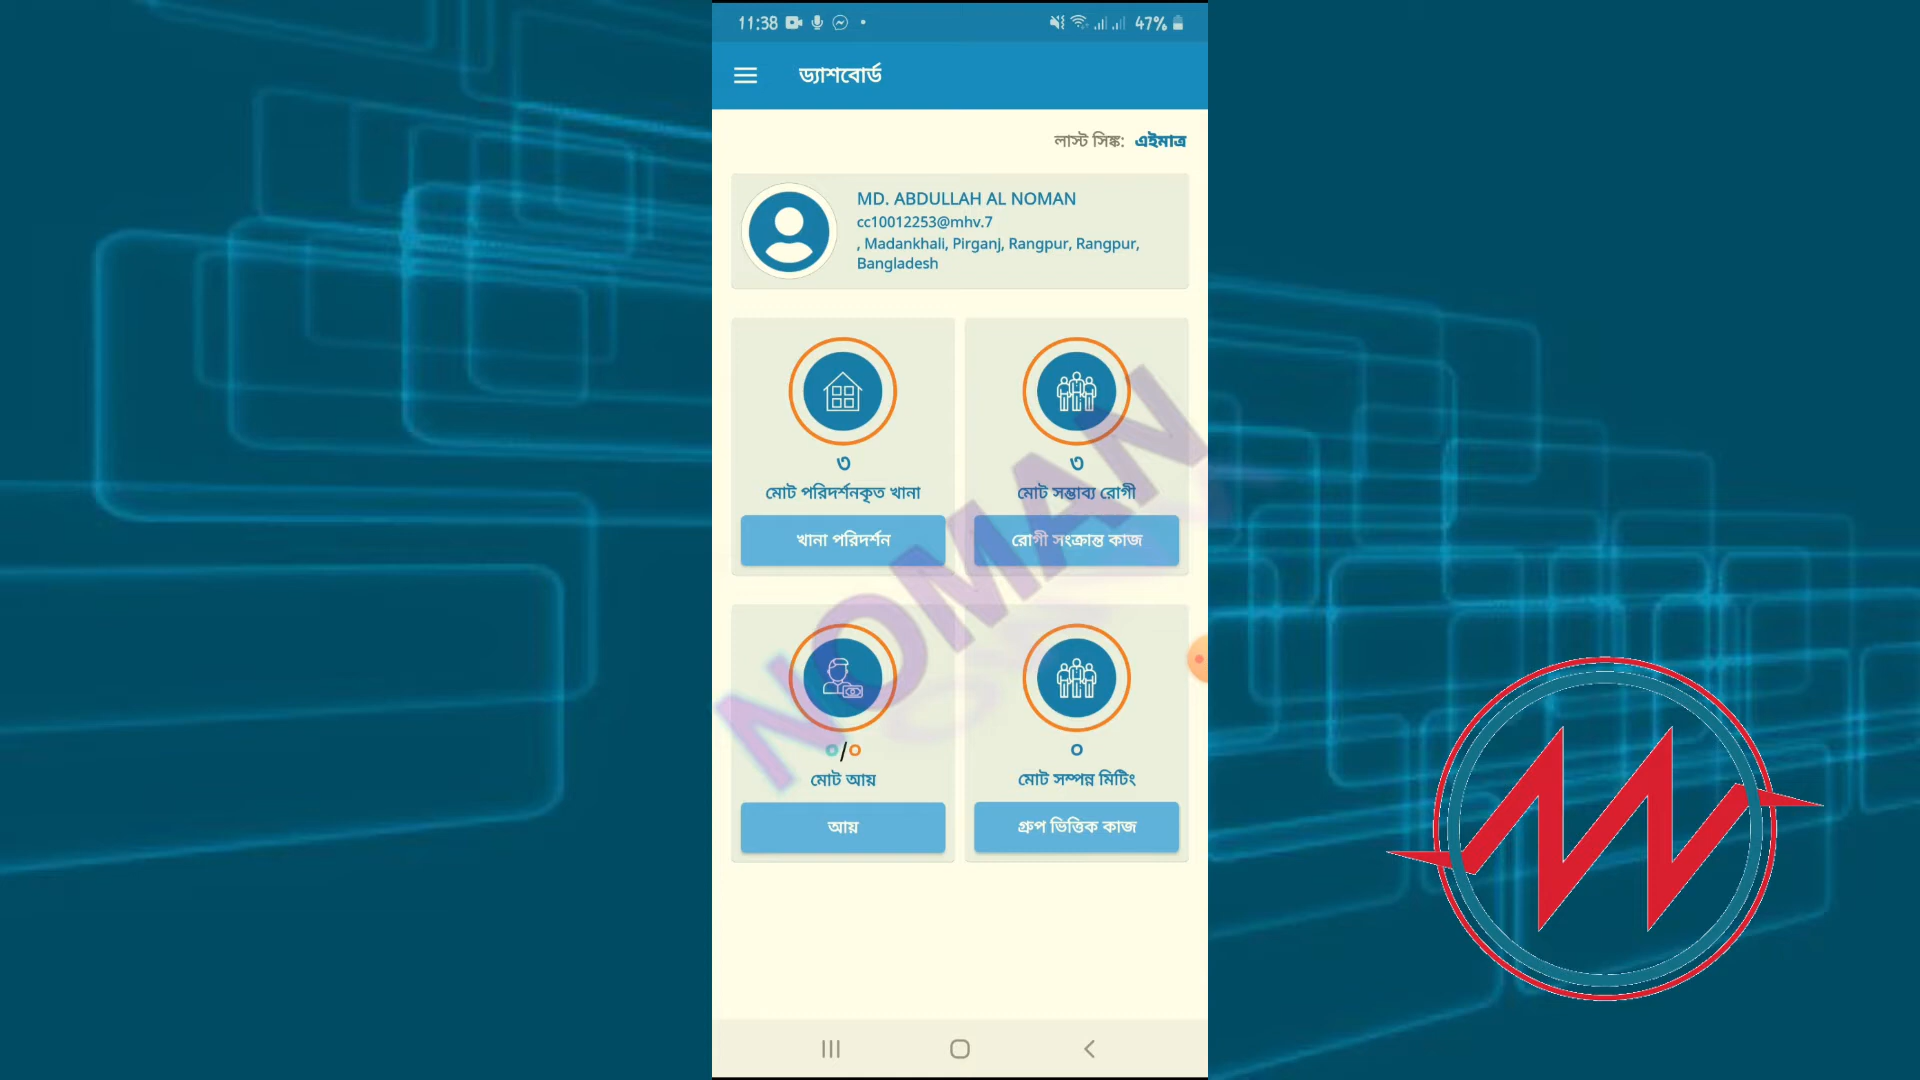 11:38
47%
ড্যাশবোর্ড
লাস্ট সিঙ্ক: এইমাত্র
MD. ABDULLAH AL NOMAN
cc10012253@mhv.7
, Madankhali, Pirganj, Rangpur, Rangpur,
Bangladesh
৩
মোট পরিদর্শনকৃত খানা
খানা পরিদর্শন
৩
মোট সম্ভাব্য রোগী
রোগী সংক্রান্ত কাজ
NOMAN
০/০
মোট আয়
আয়
০
মোট সম্পন্ন মিটিং
গ্রুপ ভিত্তিক কাজ